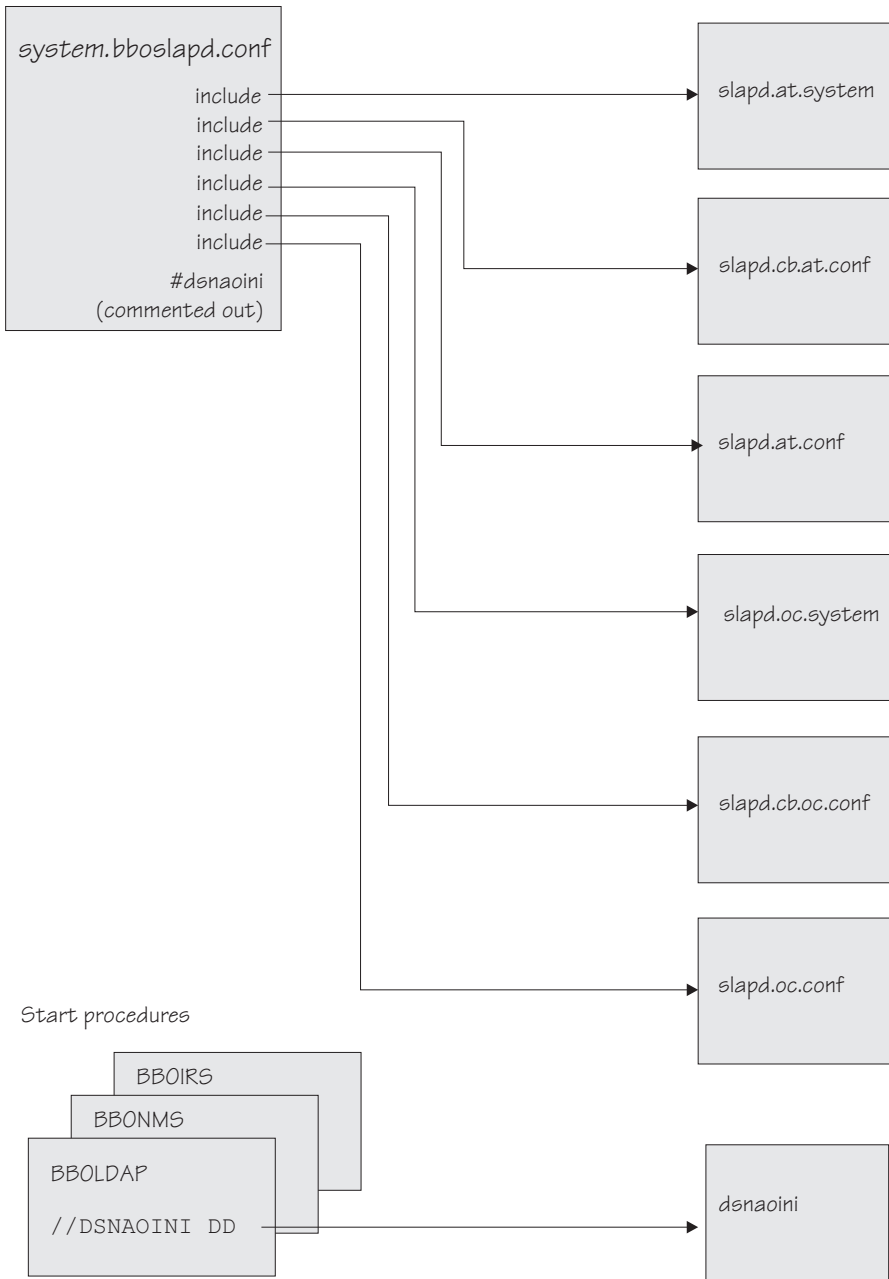 system.bboslapd.conf
include
include
include
include
include
include
#dsnaoini
(commented out)
slapd.at.system
slapd.cb.at.conf
slapd.at.conf
slapd.oc.system
slapd.cb.oc.conf
slapd.oc.conf
Start procedures
BBOIRS
BBONMS
BBOLDAP
//DSNAOINI DD
dsnaoini